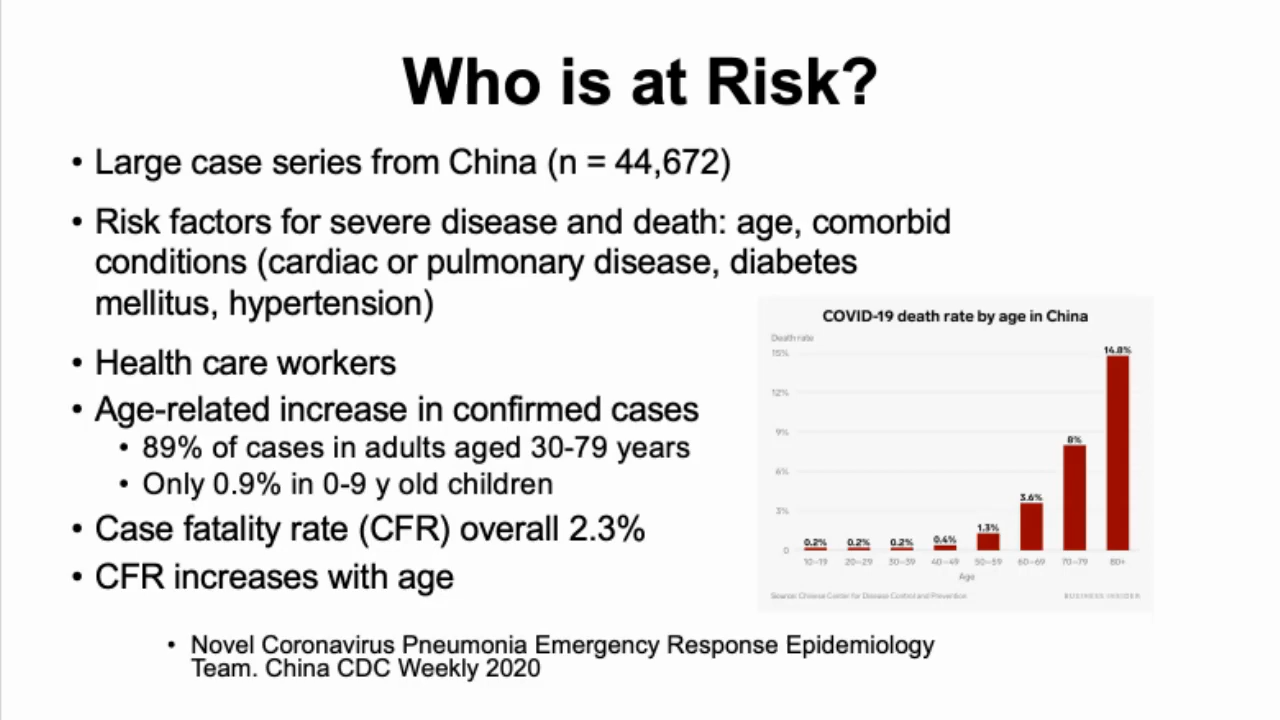 Who is at Risk?
• Large case series from China (n = 44,672)
• Risk factors for severe disease and death: age, comorbid
conditions (cardiac or pulmonary disease, diabetes
mellitus, hypertension)
• Health care workers
• Age-related increase in confirmed cases
• 89% of cases in adults aged 30-79 years
• Only 0.9% in 0-9 y old children
• Case fatality rate (CFR) overall 2.3%
• CFR increases with age
COVID-19 death rate by age in China
Death rate
15%
12%
9%
6%
3%
0
0.2% 0.2% 0.2% 0.4% 1.3% 3.6% 8% 14.8%
10–19 20–29 30–39 40–49 50–59 60–69 70–79 80+
Age
Source: Chinese Center for Disease Control and Prevention
BUSINESS INSIDER
• Novel Coronavirus Pneumonia Emergency Response Epidemiology
Team. China CDC Weekly 2020